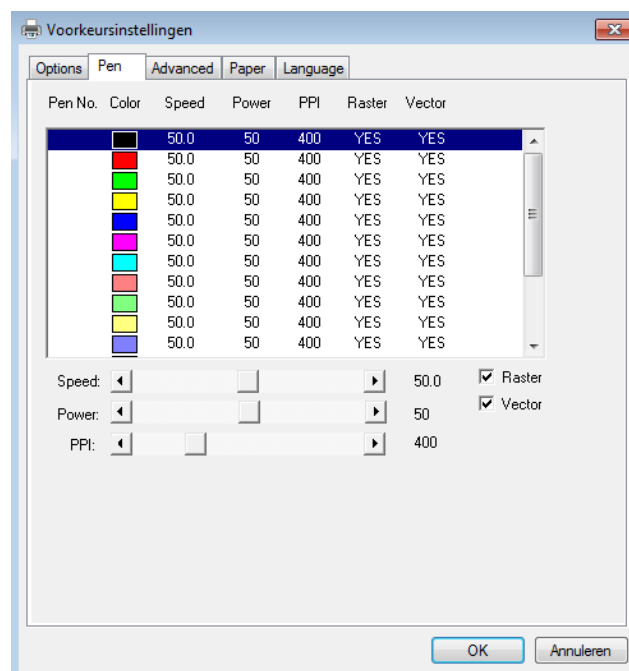 Voorkeursinstellingen
Options Pen Advanced Paper Language
Pen No. Color Speed Power PPI Raster Vector
50.0 50 400 YES YES
50.0 50 400 YES YES
50.0 50 400 YES YES
50.0 50 400 YES YES
50.0 50 400 YES YES
50.0 50 400 YES YES
50.0 50 400 YES YES
50.0 50 400 YES YES
50.0 50 400 YES YES
50.0 50 400 YES YES
50.0 50 400 YES YES
Speed: 50.0 Raster
Power: 50 Vector
PPI: 400
OK Annuleren